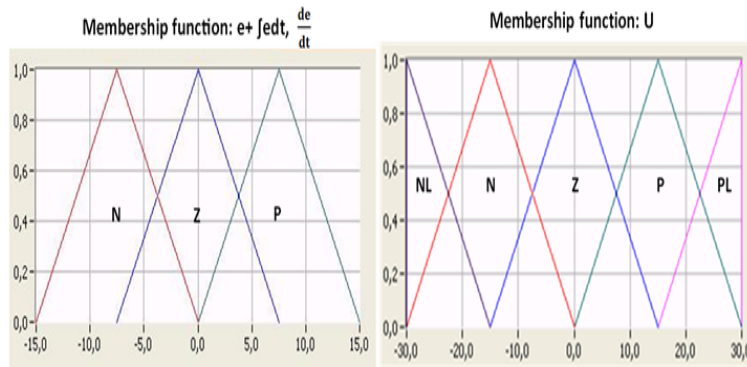 Membership function: e+ ∫edt, de/dt
1,0
0,8
0,6
0,4
0,2
0,0
N
Z
P
-15,0 -10,0 -5,0 0,0 5,0 10,0 15,0
Membership function: U
1,0
0,8
0,6
0,4
0,2
0,0
NL
N
Z
P
PL
-30,0 -20,0 -10,0 0,0 10,0 20,0 30,0